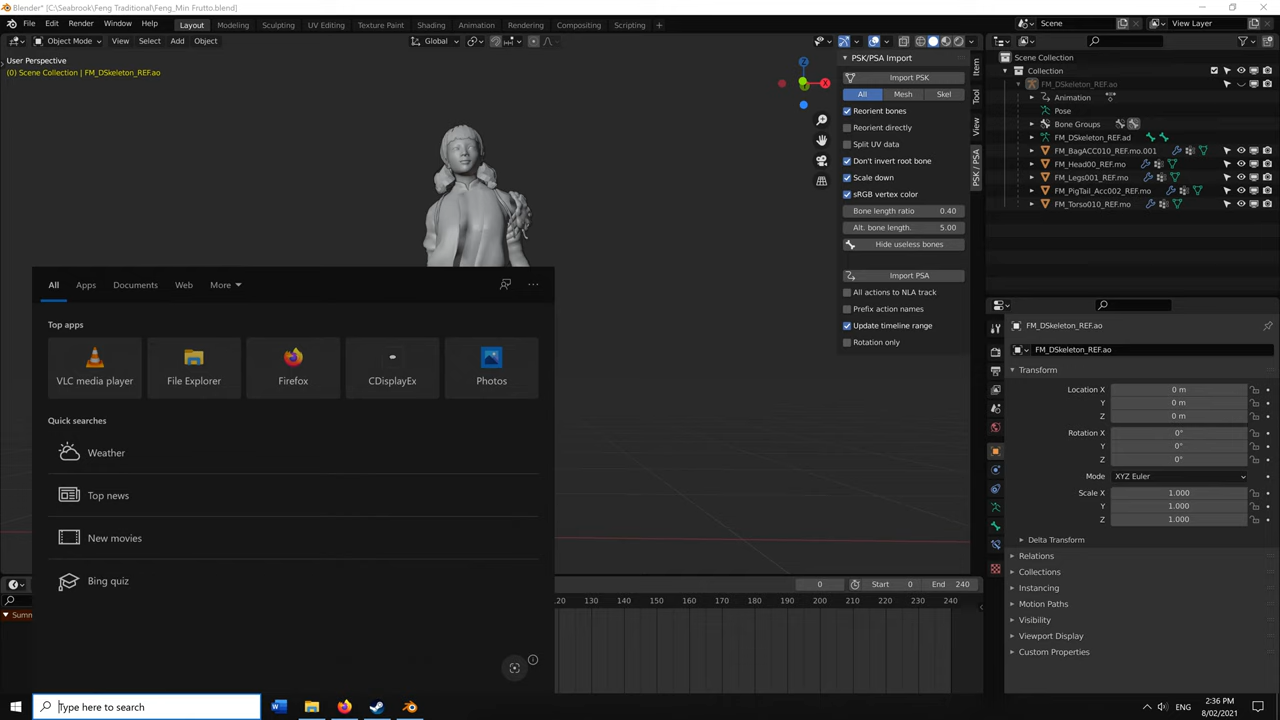 Blender* [C:\Seabrook\Feng Traditional\Feng_Min Frutto.blend]
File Edit Render Window Help Layout Modeling Sculpting UV Editing Texture Paint Shading Animation Rendering Compositing Scripting Scene View Layer
Object Mode View Select Add Object Global
User Perspective
(0) Scene Collection | FM_DSkeleton_REF.ao
PSK/PSA Import
Import PSK
All Mesh Skel
Reorient bones
Reorient directly
Split UV data
Don't invert root bone
Scale down
sRGB vertex color
Bone length ratio 0.40
Alt. bone length. 5.00
Hide useless bones
Import PSA
All actions to NLA track
Prefix action names
Update timeline range
Rotation only
Item
Tool
View
PSK / PSA
Scene Collection
Collection
FM_DSkeleton_REF.ao
Animation
Pose
Bone Groups
FM_DSkeleton_REF.ad
FM_BagACC010_REF.mo.001
FM_Head00_REF.mo
FM_Legs001_REF.mo
FM_PigTail_Acc002_REF.mo
FM_Torso010_REF.mo
FM_DSkeleton_REF.ao
FM_DSkeleton_REF.ao
Transform
Location X 0 m
Y 0 m
Z 0 m
Rotation X 0°
Y 0°
Z 0°
Mode XYZ Euler
Scale X 1.000
Y 1.000
Z 1.000
Delta Transform
Relations
Collections
Instancing
Motion Paths
Visibility
Viewport Display
Custom Properties
All Apps Documents Web More
Top apps
VLC media player File Explorer Firefox CDisplayEx Photos
Quick searches
Weather
Top news
New movies
Bing quiz
0 Start 0 End 240
130 140 150 160 170 180 190 200 210 220 230 240
Summ
Type here to search
ENG
2:36 PM
8/02/2021